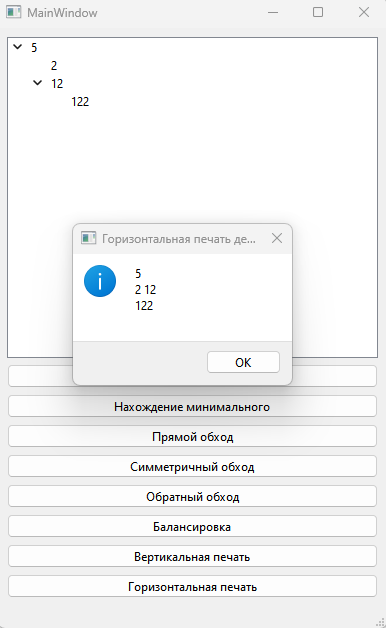 MainWindow
5
2
12
122
Горизонтальная печать де...
5
2 12
122
OK
Нахождение минимального
Прямой обход
Симметричный обход
Обратный обход
Балансировка
Вертикальная печать
Горизонтальная печать